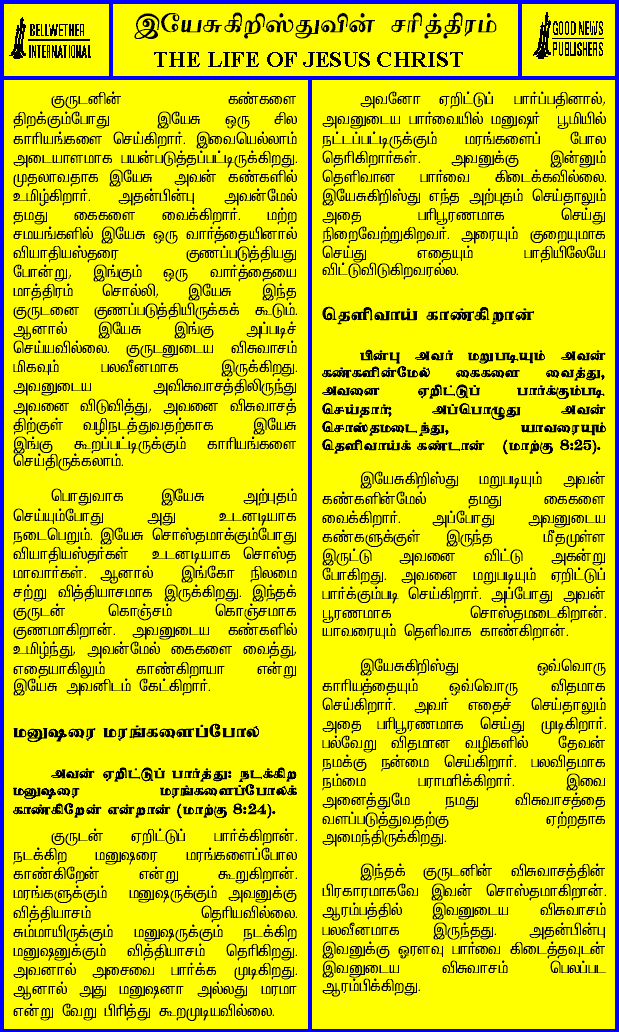 BELLWETHER
INTERNATIONAL
இயேசுகிறிஸ்துவின் சரித்திரம்
THE LIFE OF JESUS CHRIST
GOOD NEWS
PUBLISHERS
குருடனின் கண்களை
திறக்கும்போது இயேசு ஒரு சில
காரியங்களை செய்கிறார். இவையெல்லாம்
அடையாளமாக பயன்படுத்தப்பட்டிருக்கிறது.
முதலாவதாக இயேசு அவன் கண்களில்
உமிழ்கிறார். அதன்பின்பு அவன்மேல்
தமது கைகளை வைக்கிறார். மற்ற
சமயங்களில் இயேசு ஒரு வார்த்தையினால்
வியாதியஸ்தரை குணப்படுத்தியது
போன்று, இங்கும் ஒரு வார்த்தையை
மாத்திரம் சொல்லி, இயேசு இந்த
குருடனை குணப்படுத்தியிருக்கக் கூடும்.
ஆனால் இயேசு இங்கு அப்படிச்
செய்யவில்லை. குருடனுடைய விசுவாசம்
மிகவும் பலவீனமாக இருக்கிறது.
அவனுடைய அவிசுவாசத்திலிருந்து
அவனை விடுவித்து, அவனை விசுவாசத்
திற்குள் வழிநடத்துவதற்காக இயேசு
இங்கு கூறப்பட்டிருக்கும் காரியங்களை
செய்திருக்கலாம்.
பொதுவாக இயேசு அற்புதம்
செய்யும்போது அது உடனடியாக
நடைபெறும். இயேசு சொஸ்தமாக்கும்போது
வியாதியஸ்தர்கள் உடனடியாக சொஸ்த
மாவார்கள். ஆனால் இங்கோ நிலமை
சற்று வித்தியாசமாக இருக்கிறது. இந்தக்
குருடன் கொஞ்சம் கொஞ்சமாக
குணமாகிறான். அவனுடைய கண்களில்
உமிழ்ந்து, அவன்மேல் கைகளை வைத்து,
எதையாகிலும் காண்கிறாயா என்று
இயேசு அவனிடம் கேட்கிறார்.
மனுஷரை மரங்களைப்போல
அவன் ஏறிட்டுப் பார்த்து: நடக்கிற
மனுஷரை மரங்களைப்போலக்
காண்கிறேன் என்றான் (மாற்கு 8:24).
குருடன் ஏறிட்டுப் பார்க்கிறான்.
நடக்கிற மனுஷரை மரங்களைப்போல
காண்கிறேன் என்று கூறுகிறான்.
மரங்களுக்கும் மனுஷருக்கும் அவனுக்கு
வித்தியாசம் தெரியவில்லை.
சும்மாயிருக்கும் மனுஷருக்கும் நடக்கிற
மனுஷனுக்கும் வித்தியாசம் தெரிகிறது.
அவனால் அசைவை பார்க்க முடிகிறது.
ஆனால் அது மனுஷனா அல்லது மரமா
என்று வேறு பிரித்து கூறமுடியவில்லை.
அவனோ ஏறிட்டுப் பார்ப்பதினால்,
அவனுடைய பார்வையில் மனுஷர் பூமியில்
நட்டப்பட்டிருக்கும் மரங்களைப் போல
தெரிகிறார்கள். அவனுக்கு இன்னும்
தெளிவான பார்வை கிடைக்கவில்லை.
இயேசுகிறிஸ்து எந்த அற்புதம் செய்தாலும்
அதை பரிபூரணமாக செய்து
நிறைவேற்றுகிறவர். அரையும் குறையுமாக
செய்து எதையும் பாதியிலேயே
விட்டுவிடுகிறவரல்ல.
தெளிவாய் காண்கிறான்
பின்பு அவர் மறுபடியும் அவன்
கண்களின்மேல் கைகளை வைத்து,
அவனை ஏறிட்டுப் பார்க்கும்படி
செய்தார்; அப்பொழுது அவன்
சொஸ்தமடைந்து, யாவரையும்
தெளிவாய்க் கண்டான் (மாற்கு 8:25).
இயேசுகிறிஸ்து மறுபடியும் அவன்
கண்களின்மேல் தமது கைகளை
வைக்கிறார். அப்போது அவனுடைய
கண்களுக்குள் இருந்த மீதமுள்ள
இருட்டு அவனை விட்டு அகன்று
போகிறது. அவனை மறுபடியும் ஏறிட்டுப்
பார்க்கும்படி செய்கிறார். அப்போது அவன்
பூரணமாக சொஸ்தமடைகிறான்.
யாவரையும் தெளிவாக காண்கிறான்.
இயேசுகிறிஸ்து ஒவ்வொரு
காரியத்தையும் ஒவ்வொரு விதமாக
செய்கிறார். அவர் எதைச் செய்தாலும்
அதை பரிபூரணமாக செய்து முடிகிறார்.
பல்வேறு விதமான வழிகளில் தேவன்
நமக்கு நன்மை செய்கிறார். பலவிதமாக
நம்மை பராமரிக்கிறார். இவை
அனைத்துமே நமது விசுவாசத்தை
வளப்படுத்துவதற்கு ஏற்றதாக
அமைந்திருக்கிறது.
இந்தக் குருடனின் விசுவாசத்தின்
பிரகாரமாகவே இவன் சொஸ்தமாகிறான்.
ஆரம்பத்தில் இவனுடைய விசுவாசம்
பலவீனமாக இருந்தது. அதன்பின்பு
இவனுக்கு ஓரளவு பார்வை கிடைத்தவுடன்
இவனுடைய விசுவாசம் பெலப்பட
ஆரம்பிக்கிறது.